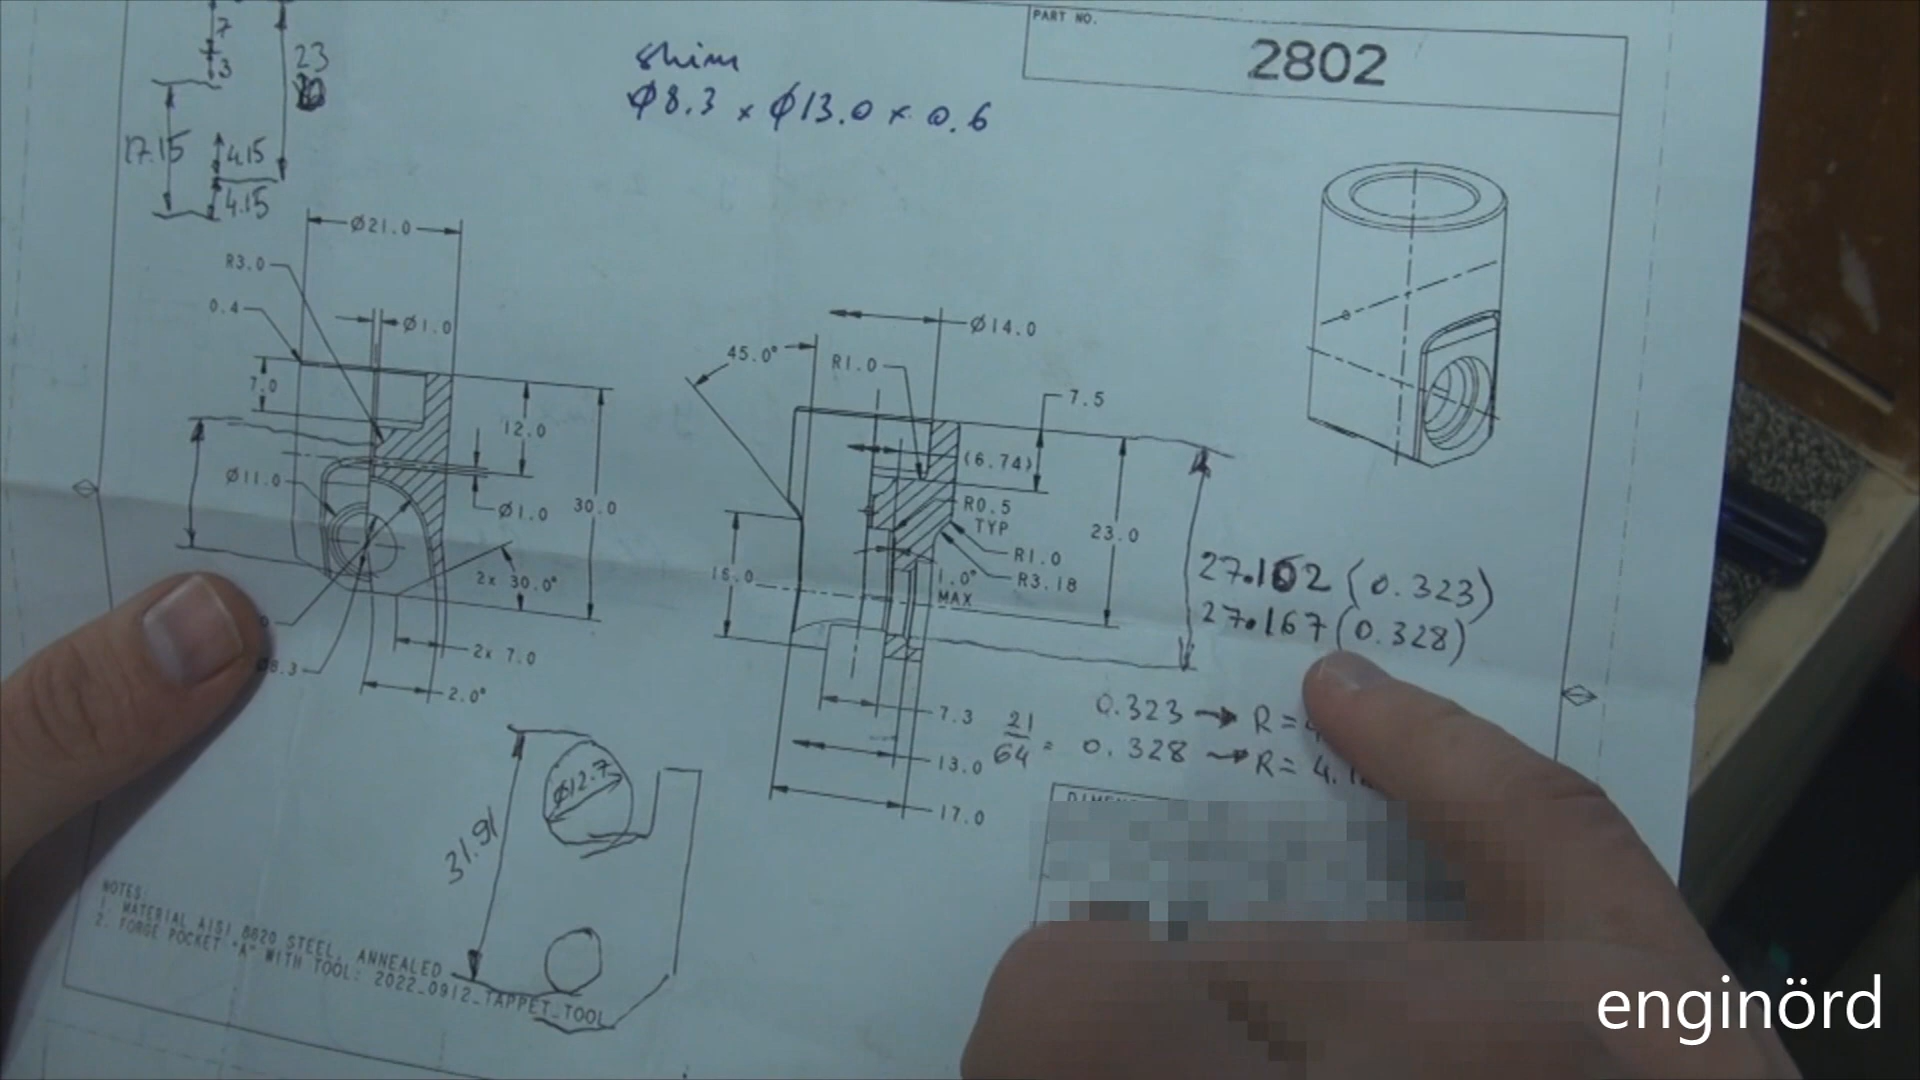 PART NO.
2802
shim
Ø8.3 x Ø13.0 x 0.6
7
3
23
17.15
4.15
4.15
Ø21.0
R3.0
0.4
Ø1.0
7.0
12.0
Ø11.0
Ø1.0
30.0
2x 30.0°
8.3
2x 7.0
2.0°
Ø14.0
45.0°
R1.0
7.5
(6.74)
R0.5
TYP
23.0
R1.0
R3.18
1.0°
MAX
7.3
13.0
17.0
27.162 (0.323)
27.167 (0.328)
0.323 → R =
21/64 = 0.328 → R = 4.1
Ø12.7
31.91
NOTES:
1. MATERIAL AISI 8620 STEEL, ANNEALED
2. FORGE POCKET "A" WITH TOOL: 2022_0912_TAPPET_TOOL
enginörd